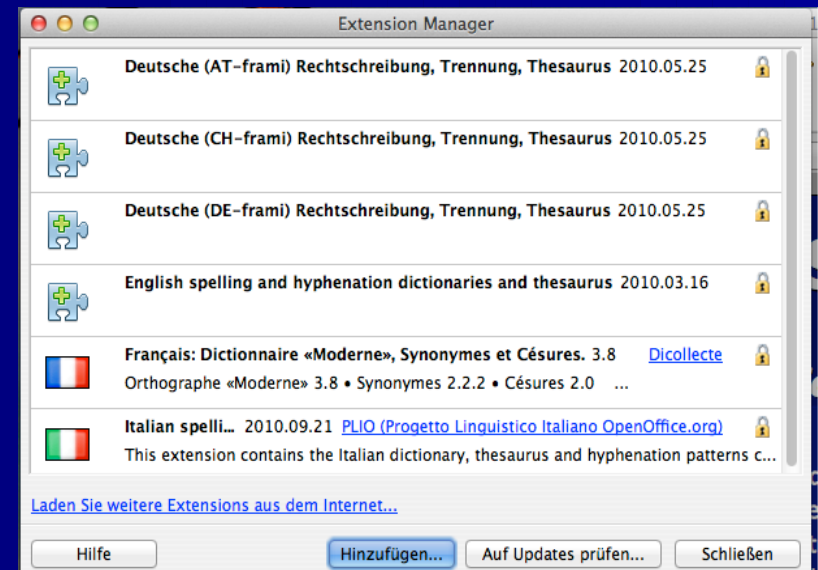 Extension Manager
Deutsche (AT-frami) Rechtschreibung, Trennung, Thesaurus 2010.05.25
Deutsche (CH-frami) Rechtschreibung, Trennung, Thesaurus 2010.05.25
Deutsche (DE-frami) Rechtschreibung, Trennung, Thesaurus 2010.05.25
English spelling and hyphenation dictionaries and thesaurus 2010.03.16
Français: Dictionnaire «Moderne», Synonymes et Césures. 3.8 Dicollecte
Orthographe «Moderne» 3.8 • Synonymes 2.2.2 • Césures 2.0 ...
Italian spelli... 2010.09.21 PLIO (Progetto Linguistico Italiano OpenOffice.org)
This extension contains the Italian dictionary, thesaurus and hyphenation patterns c...
Laden Sie weitere Extensions aus dem Internet...
Hilfe Hinzufügen... Auf Updates prüfen... Schließen